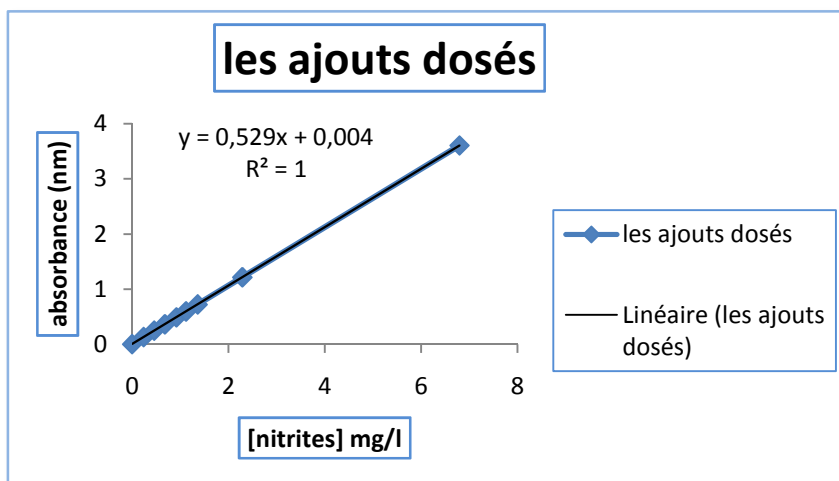 les ajouts dosés
y = 0,529x + 0,004
R² = 1
absorbance (nm)
4
3
2
1
0
0 2 4 6 8
[nitrites] mg/l
les ajouts dosés
Linéaire (les ajouts
dosés)